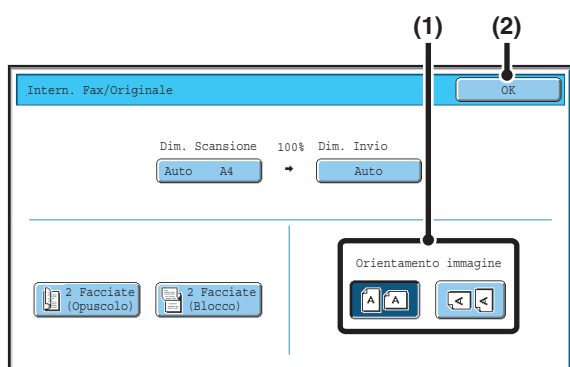 (1) (2)
Intern. Fax/Originale OK
Dim. Scansione 100% Dim. Invio
Auto A4 Auto
Orientamento immagine
2 Facciate
(Opuscolo)
2 Facciate
(Blocco)
A A A A